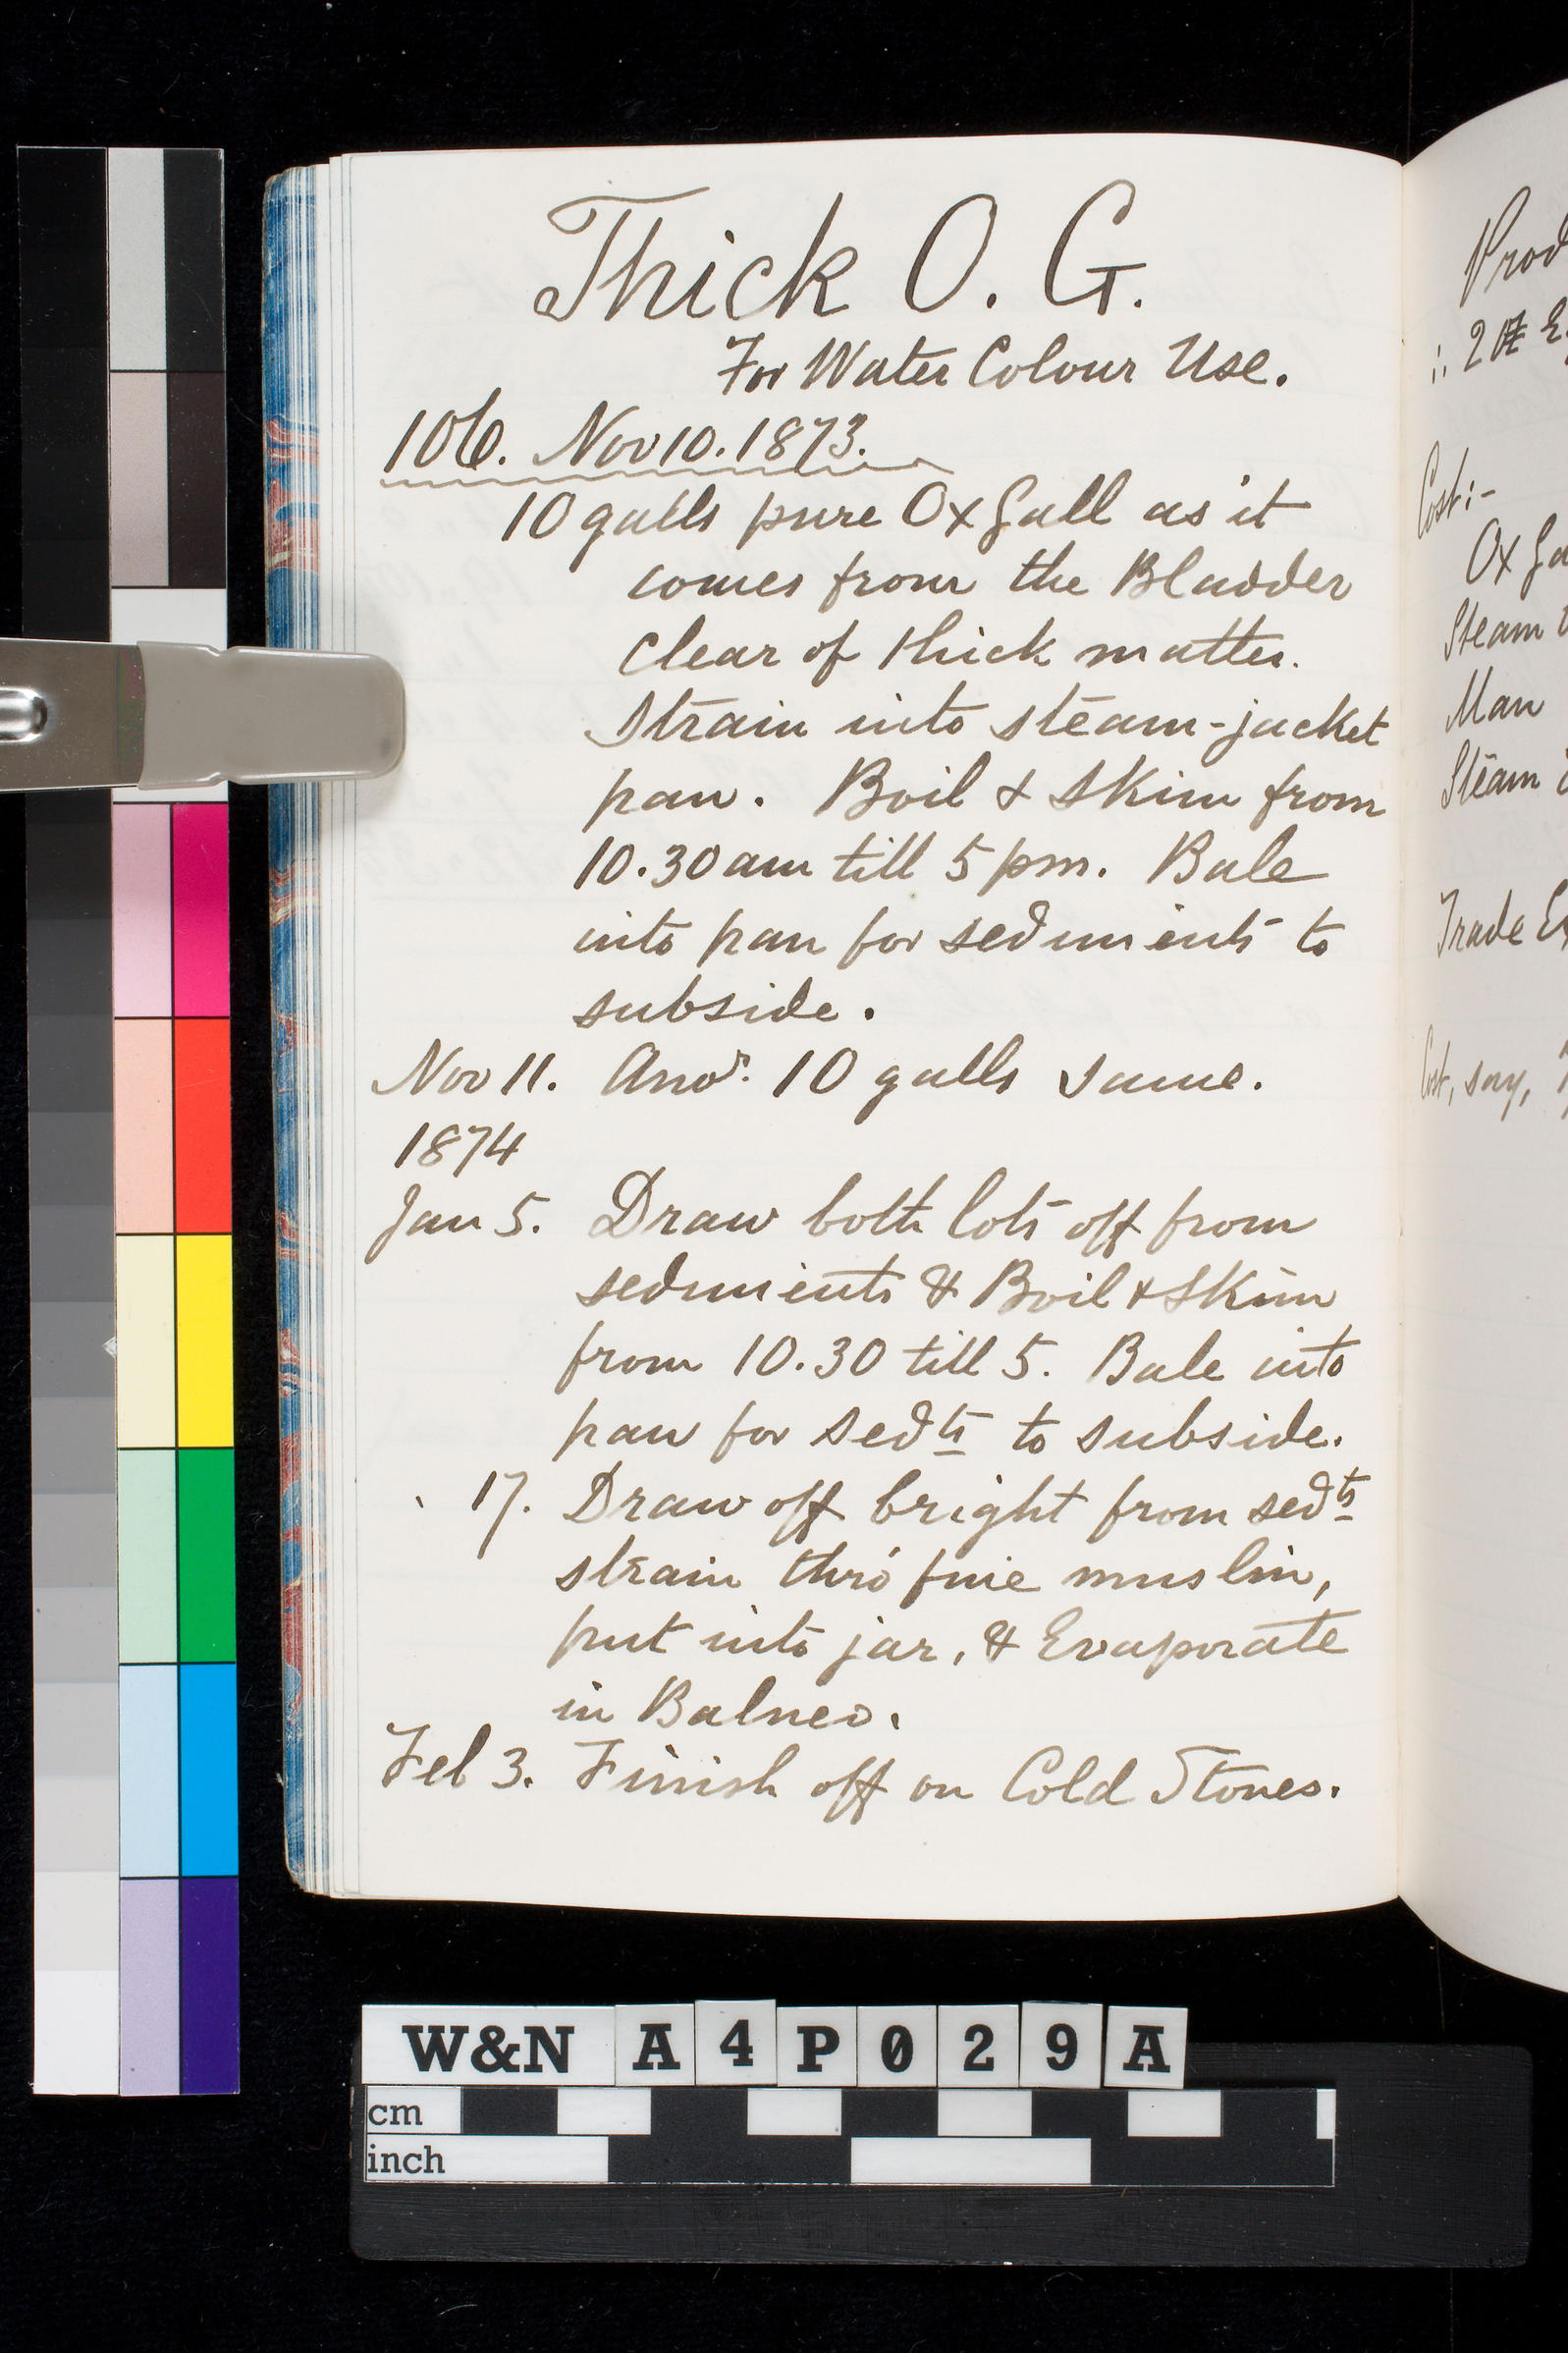 Thick O. G.
For Water Colour Use.
106. Nov 10. 1873.
10 galls pure Ox Gall as it
comes from the Bladder
clear of thick matter.
Strain into steam-jacket
pan. Boil & Skim from
10.30 am till 5 pm. Bale
into pan for sediments to
subside.
Nov 11. Anor. 10 galls same.
1874
Jan 5. Draw both lots off from
sediments & Boil & Skim
from 10.30 till 5. Bale into
pan for sedts to subside.
17. Draw off bright from sedts
strain thro' fine muslin,
put into jar, & Evaporate
in Balneo.
Feb 3. Finish off on Cold Stones.
Prod
∴ 2
Cost:-
Ox Ga
Steam
Man
Steam
Trade
Cost, say,
W&N A4P029A
cm
inch